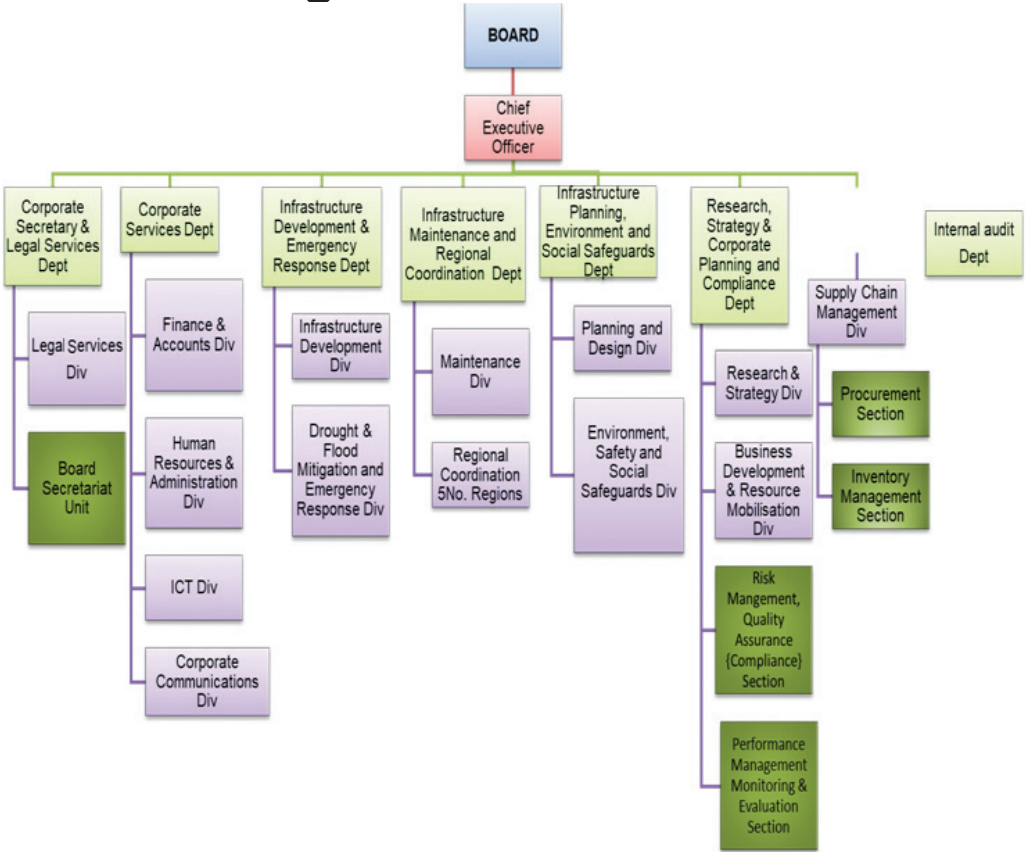 BOARD
Chief
Executive
Officer
Corporate
Secretary &
Legal Services
Dept
Legal Services
Div
Board
Secretariat
Unit
Corporate
Services Dept
Finance &
Accounts Div
Human
Resources &
Administration
Div
ICT Div
Corporate
Communications
Div
Infrastructure
Development &
Emergency
Response Dept
Infrastructure
Development
Div
Drought &
Flood
Mitigation and
Emergency
Response Div
Infrastructure
Maintenance and
Regional
Coordination Dept
Maintenance
Div
Regional
Coordination
5No. Regions
Infrastructure
Planning,
Environment and
Social Safeguards
Dept
Planning and
Design Div
Environment,
Safety and
Social
Safeguards Div
Research,
Strategy &
Corporate
Planning and
Compliance
Dept
Research &
Strategy Div
Business
Development
& Resource
Mobilisation
Div
Risk
Mangement,
Quality
Assurance
{Compliance}
Section
Performance
Management
Monitoring &
Evaluation
Section
Supply Chain
Management
Div
Procurement
Section
Inventory
Management
Section
Internal audit
Dept